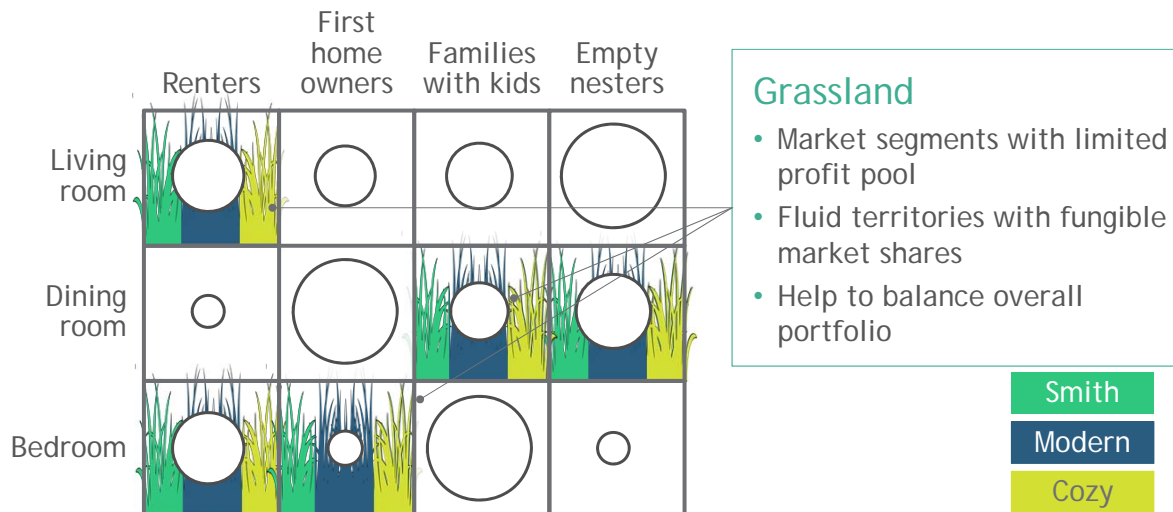 Renters
First
home
owners
Families
with kids
Empty
nesters
Living
room
Dining
room
Bedroom
Grassland
• Market segments with limited
profit pool
• Fluid territories with fungible
market shares
• Help to balance overall
portfolio
Smith
Modern
Cozy